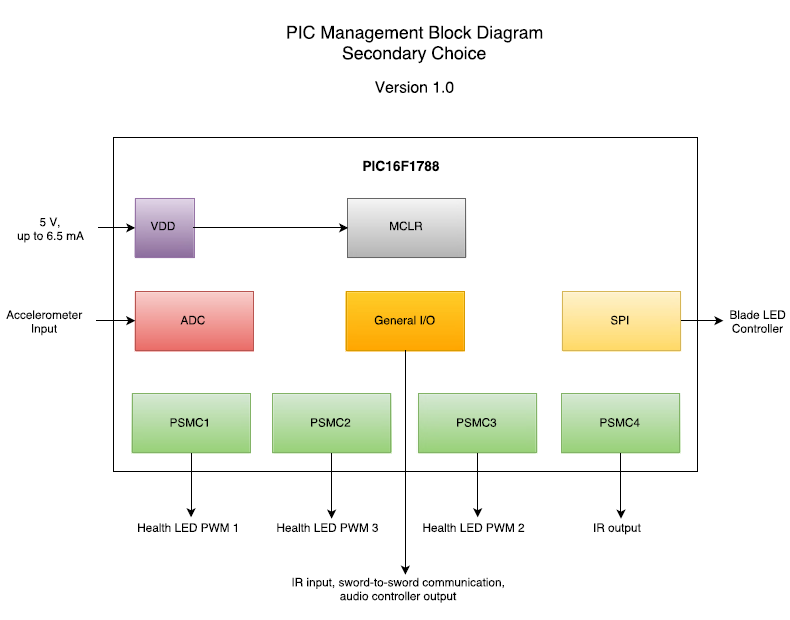 PIC Management Block Diagram
Secondary Choice
Version 1.0
PIC16F1788
5 V,
up to 6.5 mA
VDD
MCLR
Accelerometer
Input
ADC
General I/O
SPI
Blade LED
Controller
PSMC1
PSMC2
PSMC3
PSMC4
Health LED PWM 1
Health LED PWM 3
Health LED PWM 2
IR output
IR input, sword-to-sword communication,
audio controller output